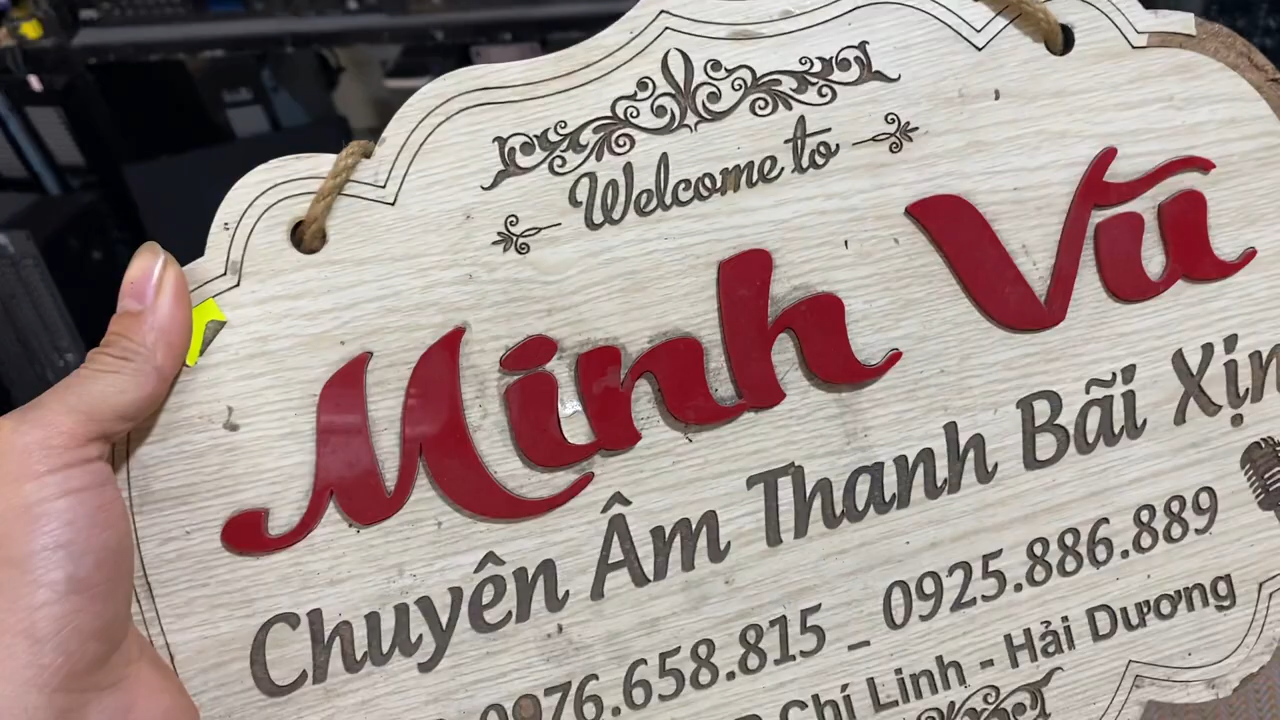 Welcome to
Minh Vũ
Chuyên Âm Thanh Bãi Xịn
0976.658.815 _ 0925.886.889
Chí Linh - Hải Dương